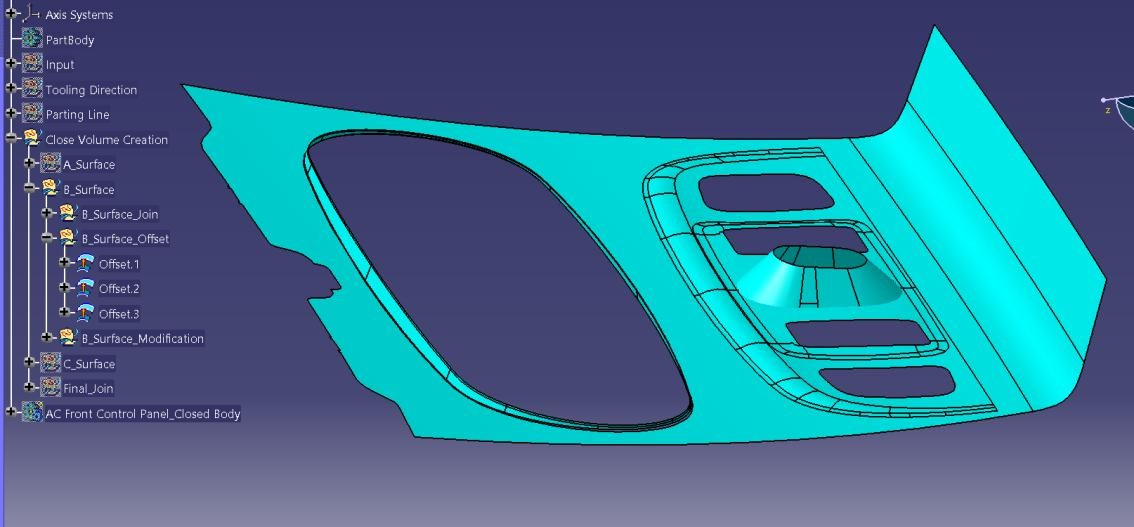 Axis Systems
PartBody
Input
Tooling Direction
Parting Line
Close Volume Creation
A_Surface
B_Surface
B_Surface_Join
B_Surface_Offset
Offset.1
Offset.2
Offset.3
B_Surface_Modification
C_Surface
Final_Join
AC Front Control Panel_Closed Body
z